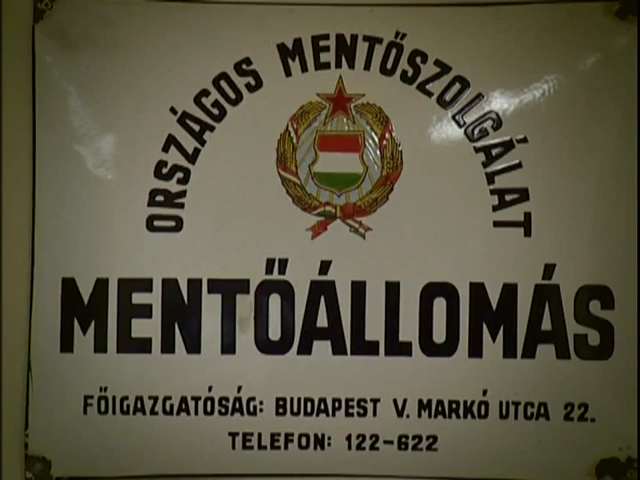 ORSZÁGOS MENTŐSZOLGÁLAT
MENTŐÁLLOMÁS
FŐIGAZGATÓSÁG: BUDAPEST V. MARKÓ UTCA 22.
TELEFON: 122-622